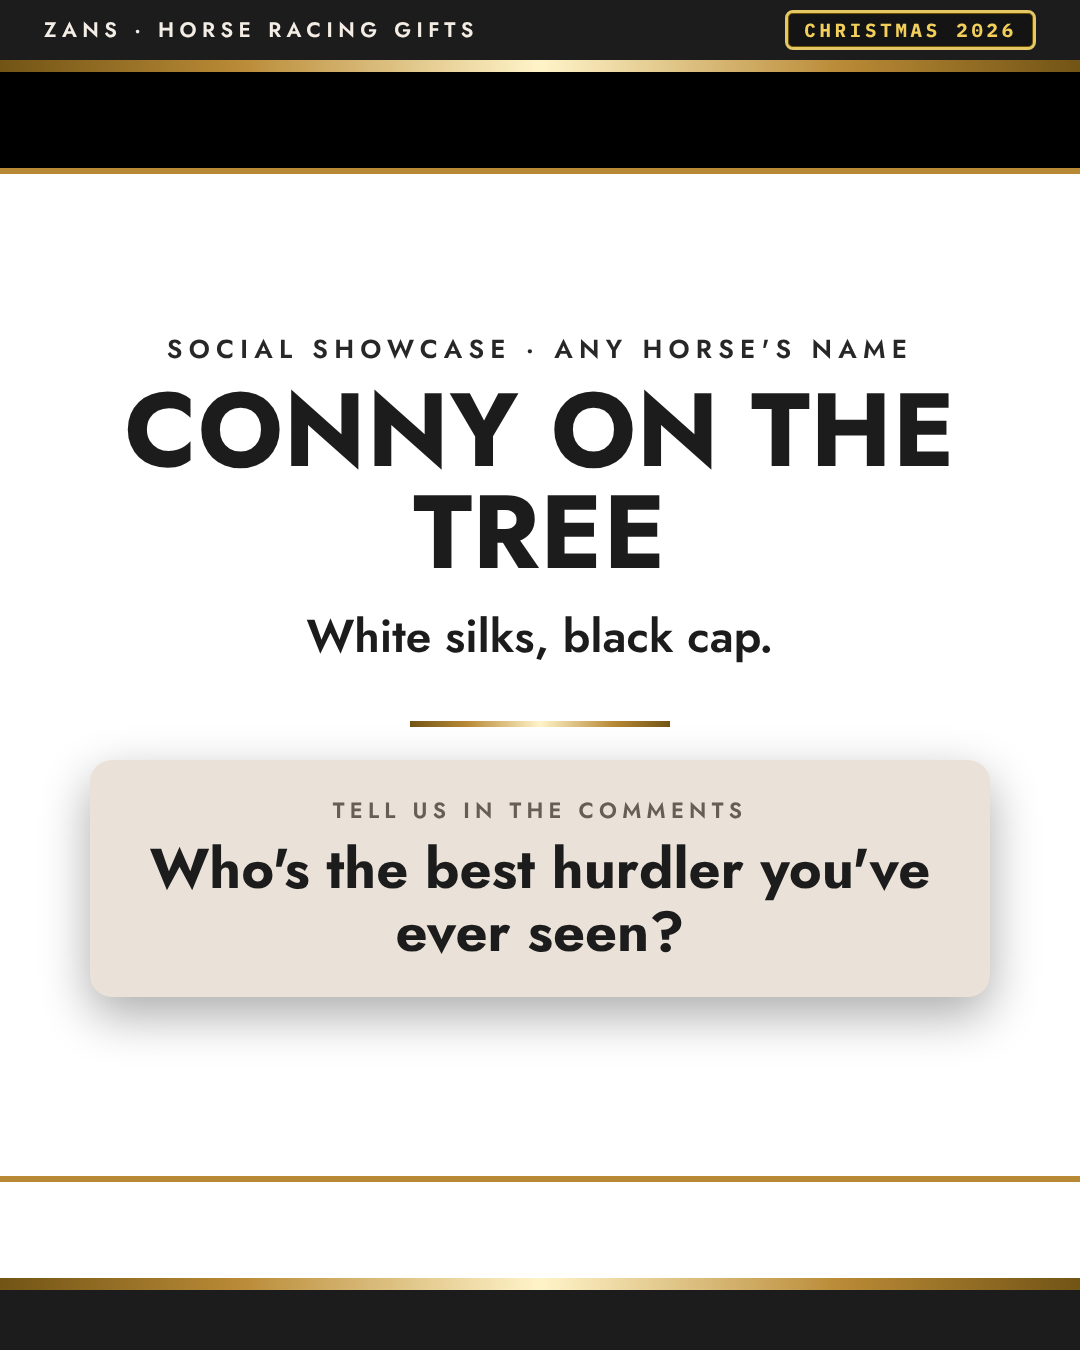 ZANS · HORSE RACING GIFTS
CHRISTMAS 2026
SOCIAL SHOWCASE · ANY HORSE'S NAME
CONNY ON THE
TREE
White silks, black cap.
TELL US IN THE COMMENTS
Who's the best hurdler you've
ever seen?